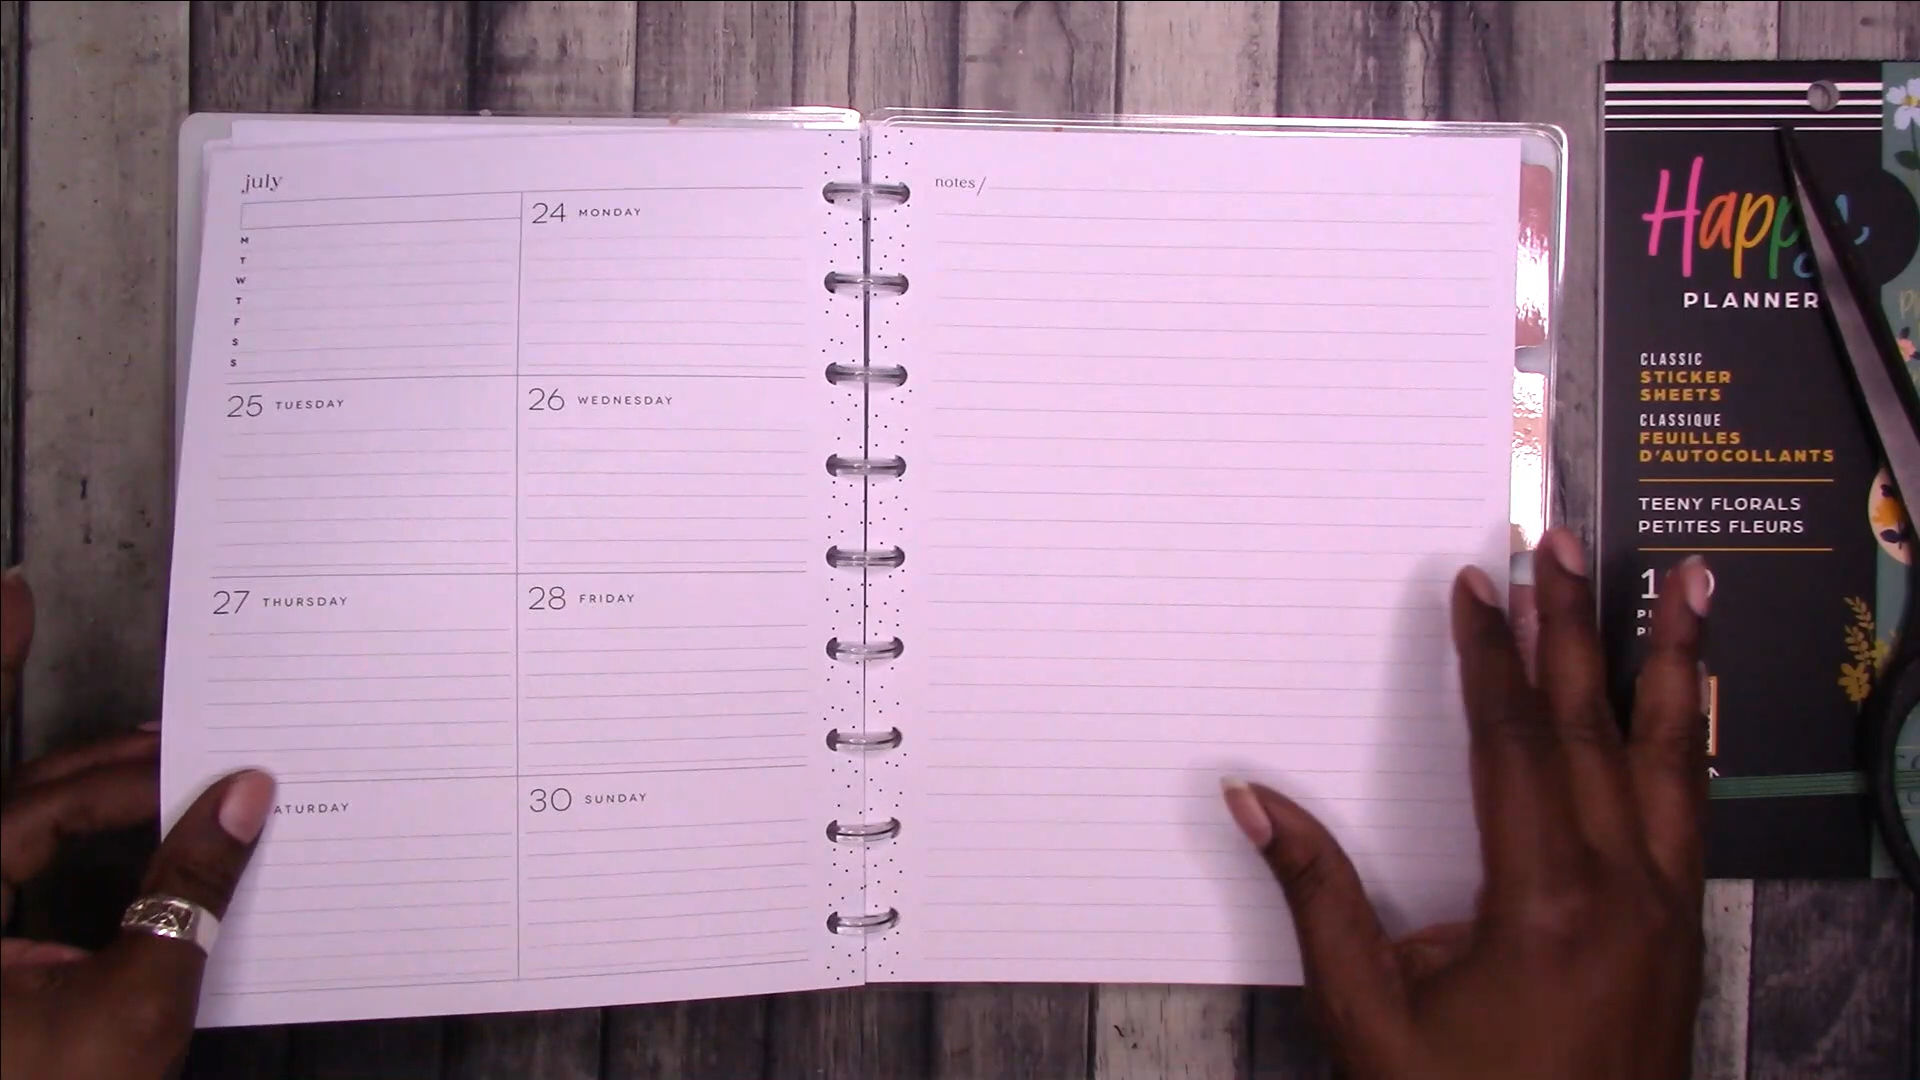 july
24 MONDAY
M
T
W
T
F
S
S
25 TUESDAY
26 WEDNESDAY
27 THURSDAY
28 FRIDAY
ATURDAY
30 SUNDAY
notes/
Happy
PLANNER
CLASSIC
STICKER
SHEETS
CLASSIQUE
FEUILLES
D'AUTOCOLLANTS
TEENY FLORALS
PETITES FLEURS